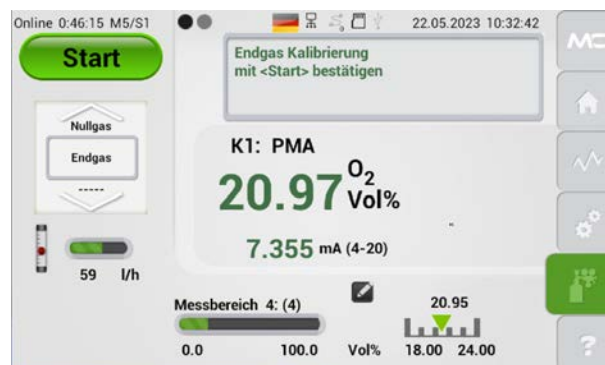 Online 0:46:15 M5/S1
22.05.2023 10:32:42
Start
Endgas Kalibrierung
mit <Start> bestätigen
Nullgas
Endgas
-----
K1: PMA
20.97 O2 Vol%
7.355 mA (4-20)
59 l/h
Messbereich 4: (4)
20.95
0.0 100.0 Vol% 18.00 24.00
?